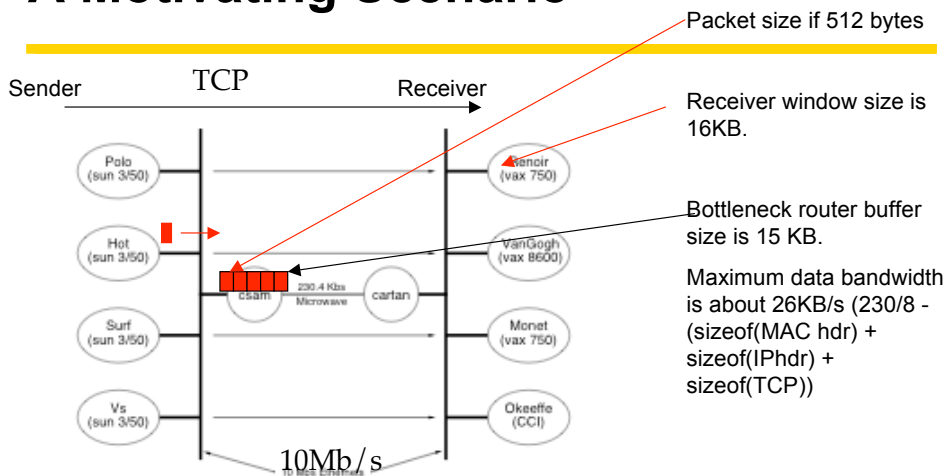 A Motivating Scenario
Packet size if 512 bytes
Sender
TCP
Receiver
Receiver window size is
16KB.
Polo
(sun 3/50)
Renoir
(vax 750)
Bottleneck router buffer
size is 15 KB.
Hot
(sun 3/50)
VanGogh
(vax 8600)
csam
230.4 Kbs
Microwave
cartan
Maximum data bandwidth
is about 26KB/s (230/8 -
(sizeof(MAC hdr) +
sizeof(IPhdr) +
sizeof(TCP))
Surf
(sun 3/50)
Monet
(vax 750)
Vs
(sun 3/50)
Okeeffe
(CCI)
10Mb/s